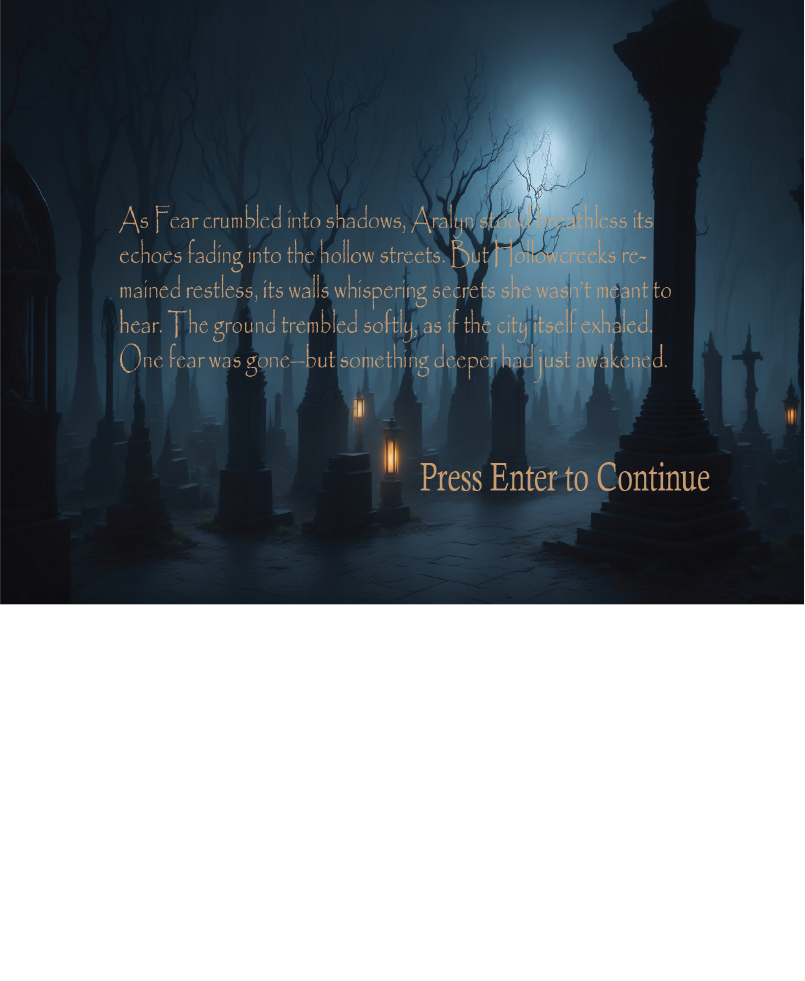 As Fear crumbled into shadows, Aralyn stood breathless its
echoes fading into the hollow streets. But Hollowcreeks re-
mained restless, its walls whispering secrets she wasn't meant to
hear. The ground trembled softly, as if the city itself exhaled.
One fear was gone—but something deeper had just awakened.
Press Enter to Continue